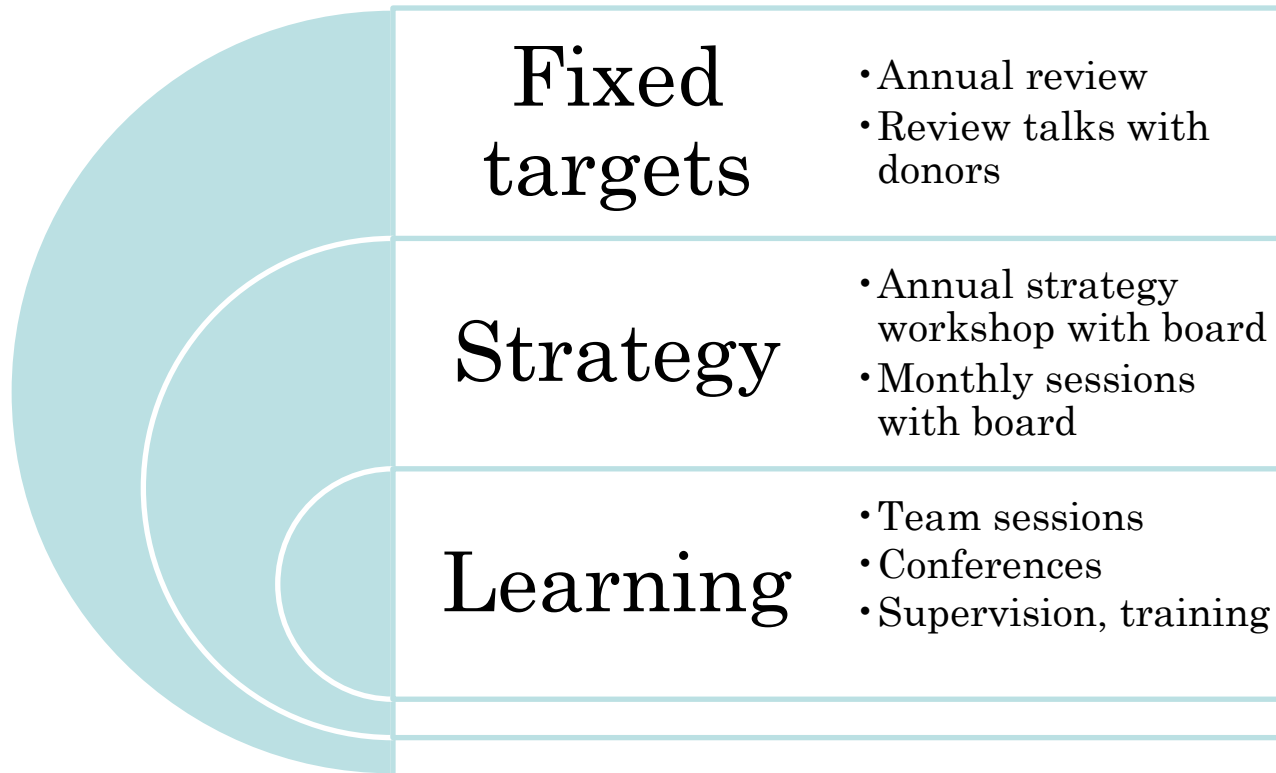 Fixed
targets
•Annual review
•Review talks with
donors
Strategy
•Annual strategy
workshop with board
•Monthly sessions
with board
Learning
•Team sessions
•Conferences
•Supervision, training